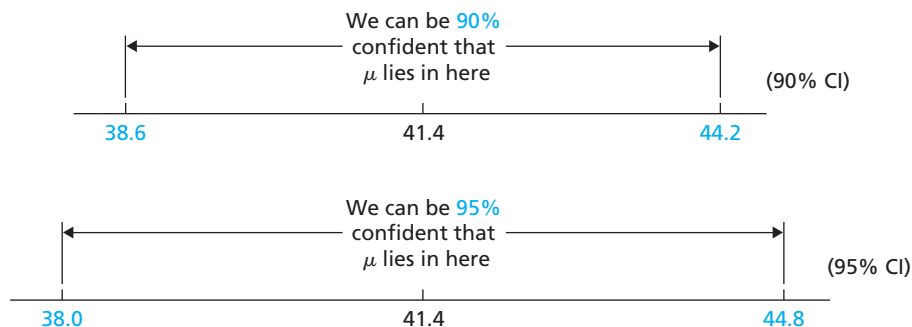 We can be 90%
confident that
μ lies in here
(90% CI)
38.6 41.4 44.2
We can be 95%
confident that
μ lies in here
(95% CI)
38.0 41.4 44.8